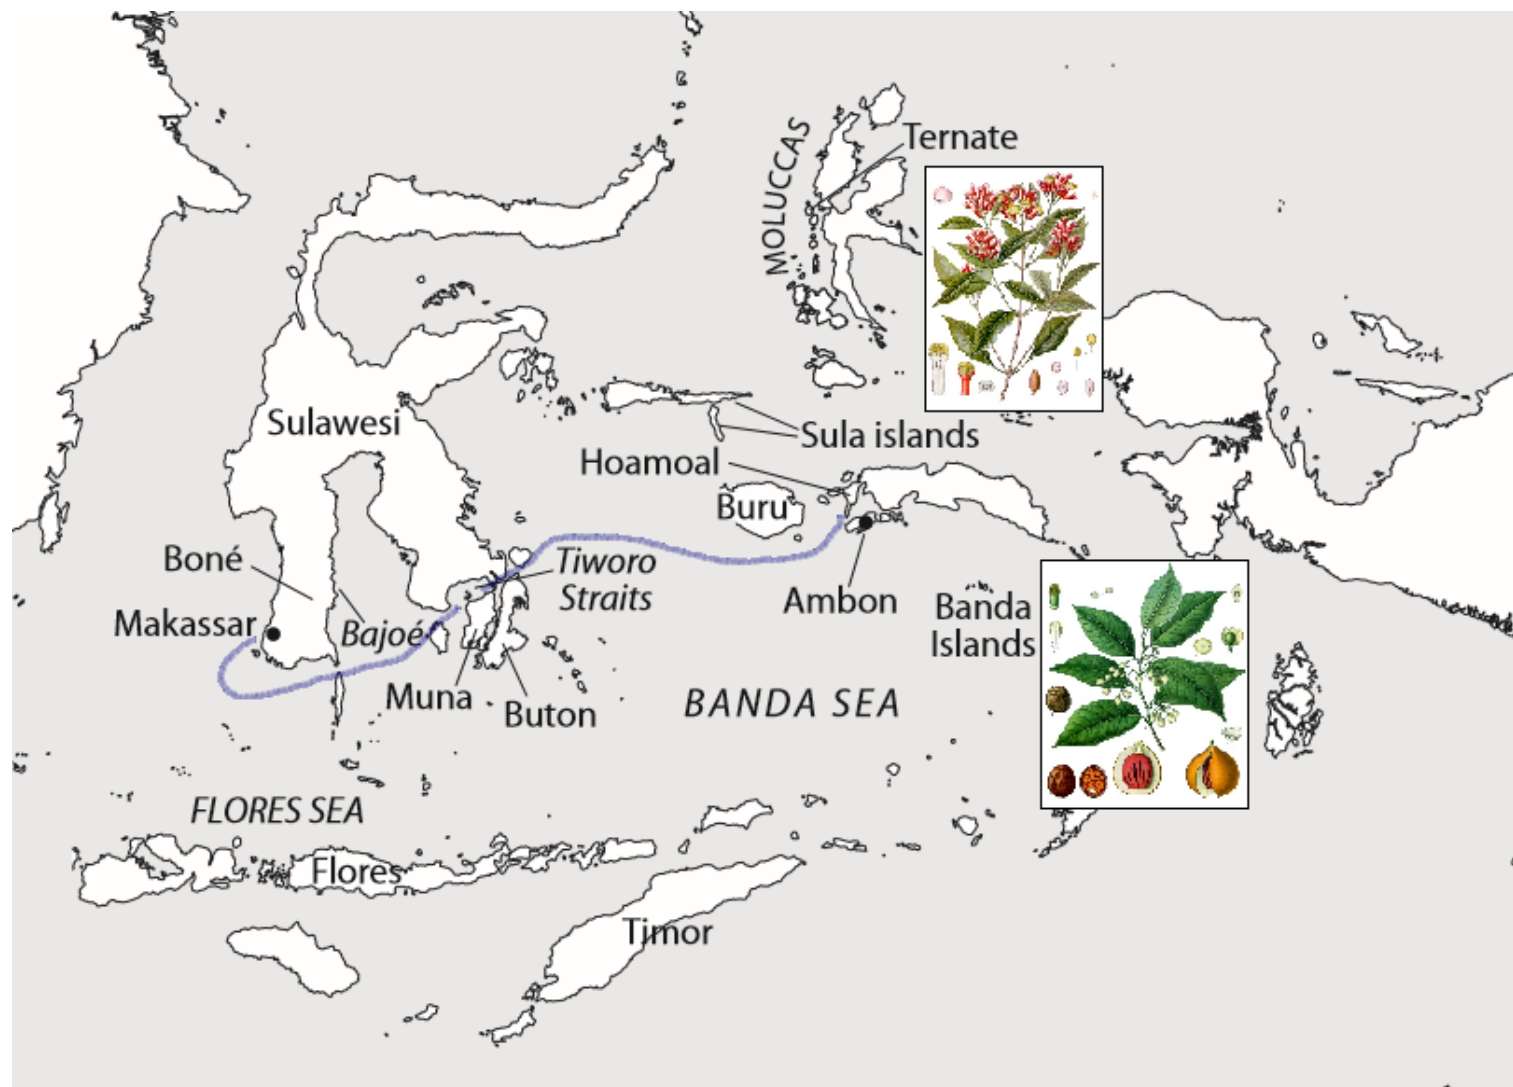 Ternate
MOLUCCAS
Sulawesi
Sula islands
Hoamoal
Buru
Boné
Tiworo
Straits
Makassar
Bajoé
Ambon
Banda
Islands
Muna
Buton
BANDA SEA
FLORES SEA
Flores
Timor